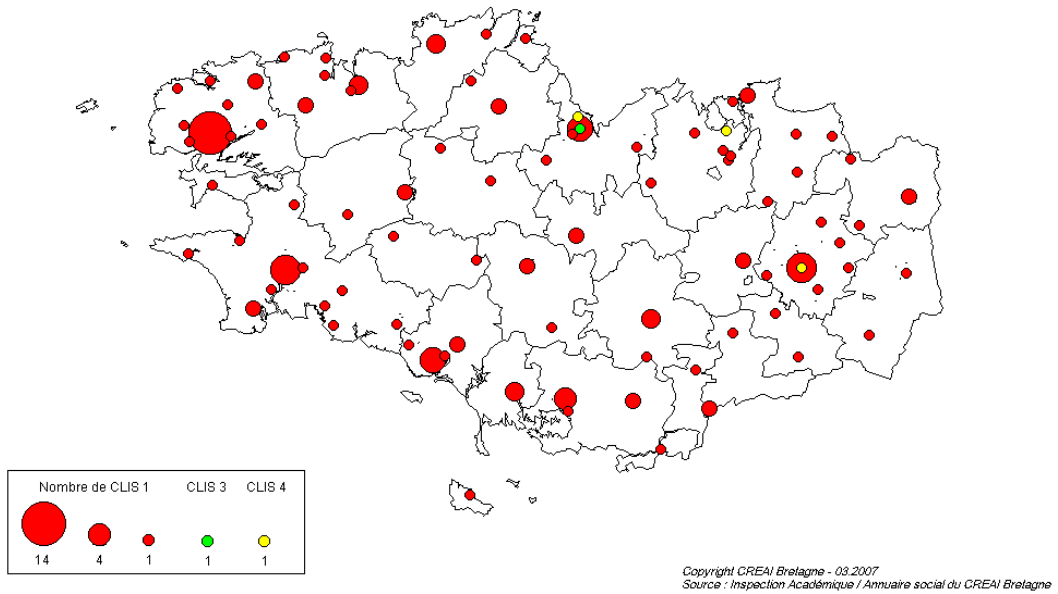 Nombre de CLIS 1 CLIS 3 CLIS 4
14 4 1 1 1
Copyright CREAI Bretagne - 03.2007
Source : Inspection Académique / Annuaire social du CREAI Bretagne